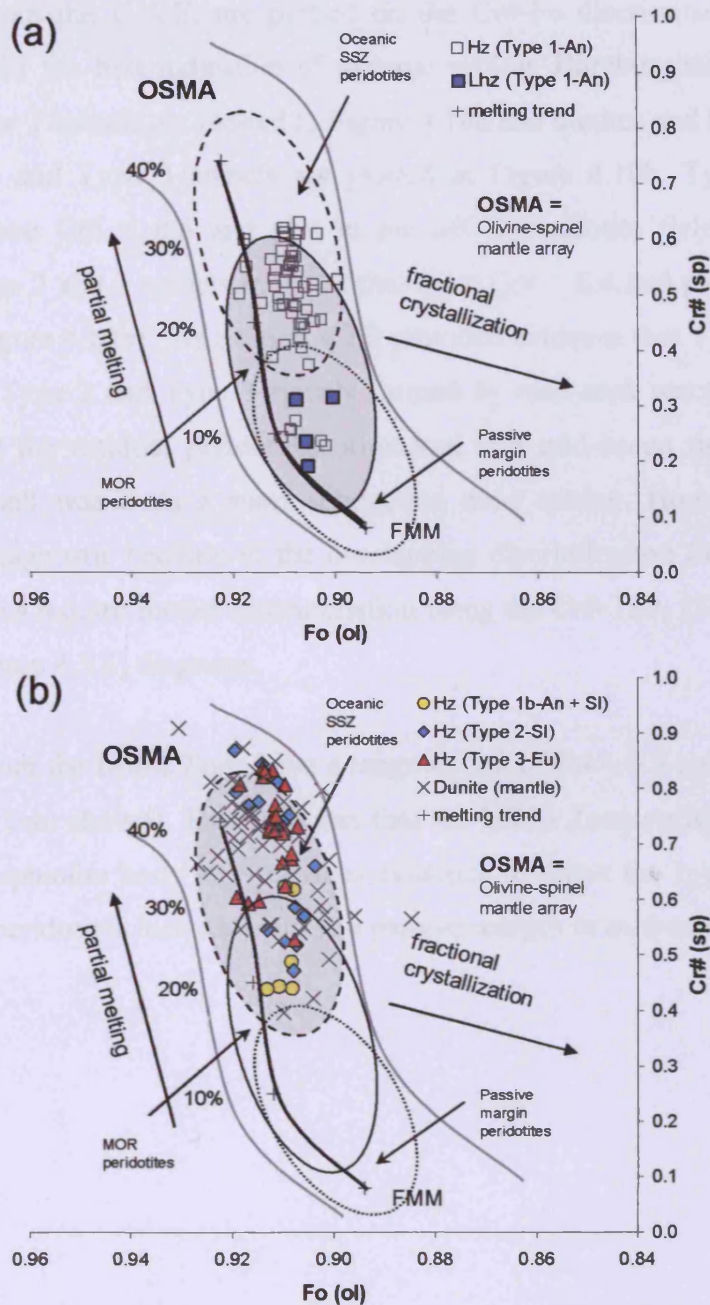 (a)
OSMA
Oceanic
SSZ
peridotites
Hz (Type 1-An)
Lhz (Type 1-An)
melting trend
OSMA =
Olivine-spinel
mantle array
40%
30%
20%
10%
partial melting
fractional
crystallization
MOR
peridotites
Passive
margin
peridotites
FMM
Cr# (sp)
1.0
0.9
0.8
0.7
0.6
0.5
0.4
0.3
0.2
0.1
0.0
0.96 0.94 0.92 0.90 0.88 0.86 0.84
Fo (ol)
(b)
OSMA
Oceanic
SSZ
peridotites
Hz (Type 1b-An + SI)
Hz (Type 2-SI)
Hz (Type 3-Eu)
Dunite (mantle)
melting trend
OSMA =
Olivine-spinel
mantle array
40%
30%
20%
10%
partial melting
fractional
crystallization
MOR
peridotites
Passive
margin
peridotites
FMM
Cr# (sp)
1.0
0.9
0.8
0.7
0.6
0.5
0.4
0.3
0.2
0.1
0.0
0.96 0.94 0.92 0.90 0.88 0.86 0.84
Fo (ol)